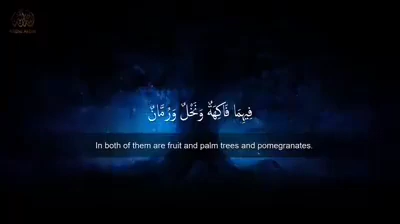 فِيهِمَا فَاكِهَةٌ وَنَخْلٌ وَرُمَّانٌ
In both of them are fruit and palm trees and pomegranates.